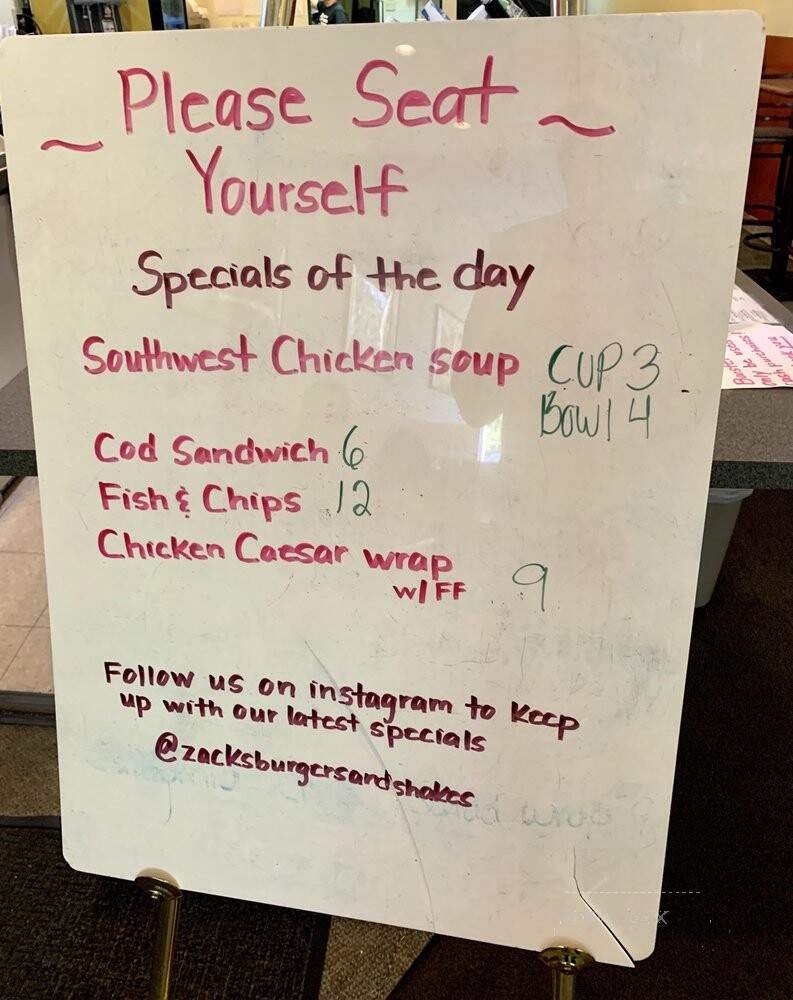 ~ Please Seat ~
Yourself
Specials of the day
Southwest Chicken soup CUP 3
Bowl 4
Cod Sandwich 6
Fish & Chips 12
Chicken Caesar wrap
w/FF 9
Follow us on instagram to keep
up with our latest specials
@zacksburgersandshakes